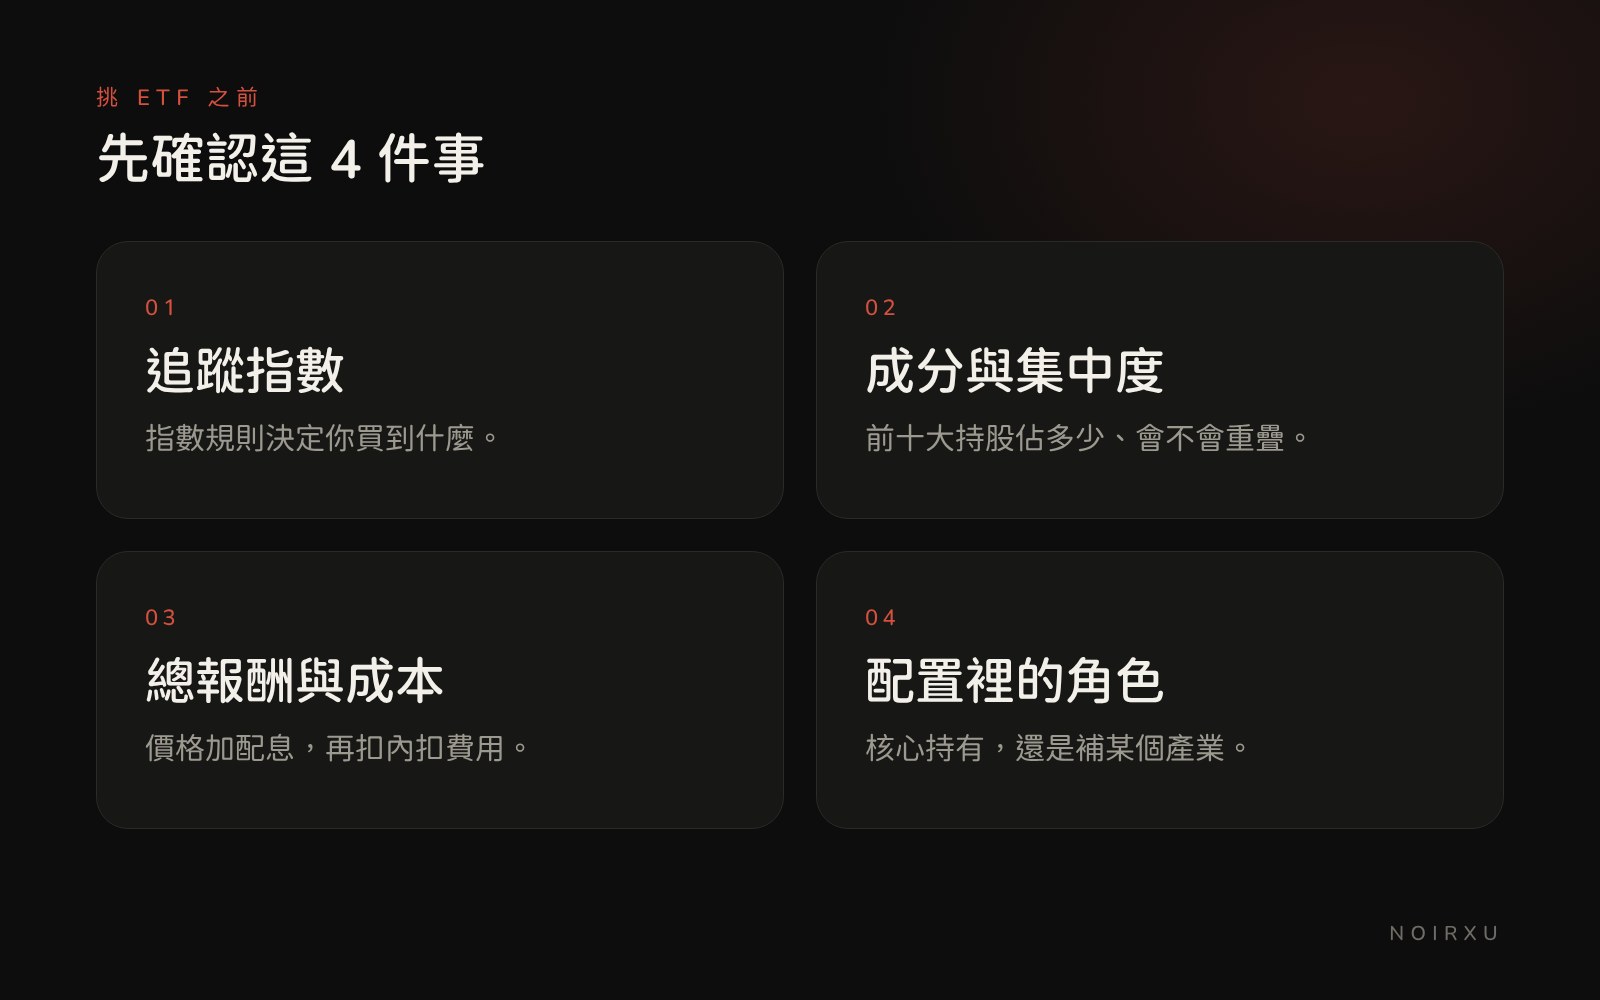 挑 ETF 之前
先確認這 4 件事
01
追蹤指數
指數規則決定你買到什麼。
02
成分與集中度
前十大持股佔多少、會不會重疊。
03
總報酬與成本
價格加配息，再扣內扣費用。
04
配置裡的角色
核心持有，還是補某個產業。
NOIRXU